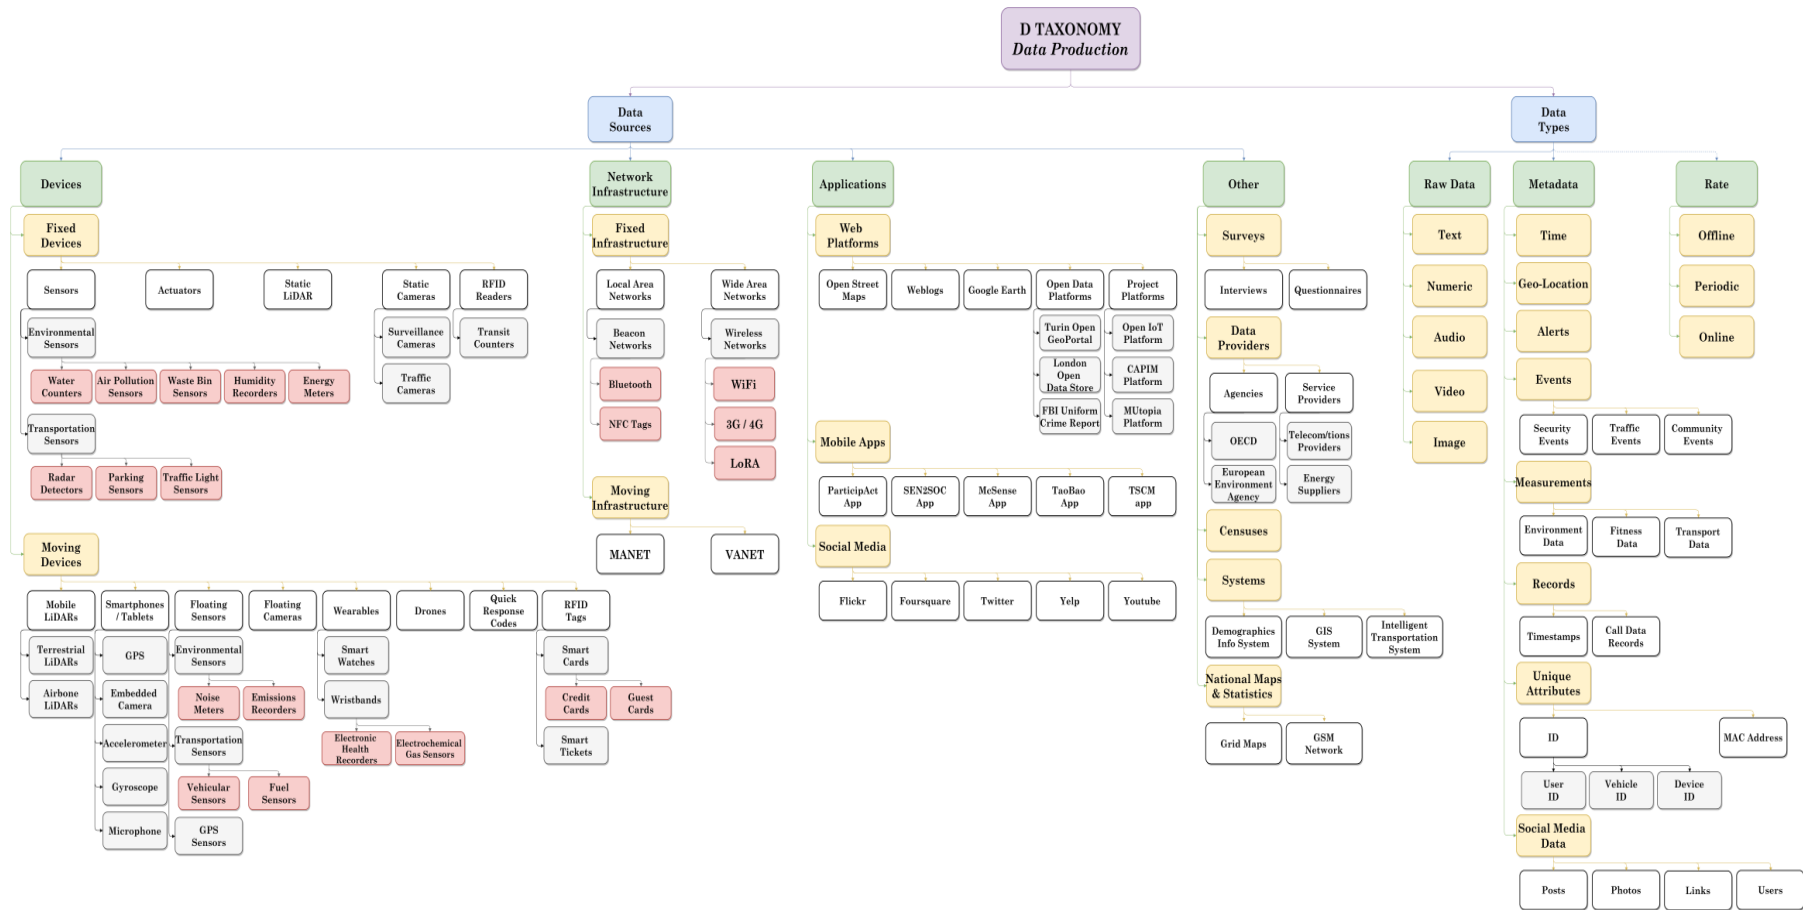 D TAXONOMY
Data Production
Data
Sources
Data
Types
Devices
Network
Infrastructure
Applications
Other
Raw Data
Metadata
Rate
Fixed
Devices
Sensors
Actuators
Static
LiDAR
Static
Cameras
RFID
Readers
Environmental
Sensors
Surveillance
Cameras
Transit
Counters
Water
Counters
Air Pollution
Sensors
Waste Bin
Sensors
Humidity
Recorders
Energy
Meters
Traffic
Cameras
Transportation
Sensors
Radar
Detectors
Parking
Sensors
Traffic Light
Sensors
Moving
Devices
Mobile
LiDARs
Smartphones
/ Tablets
Floating
Sensors
Floating
Cameras
Wearables
Drones
Quick
Response
Codes
RFID
Tags
Terrestrial
LiDARs
Airbone
LiDARs
GPS
Embedded
Camera
Accelerometer
Gyroscope
Microphone
Environmental
Sensors
Noise
Meters
Emissions
Recorders
Transportation
Sensors
Vehicular
Sensors
Fuel
Sensors
GPS
Sensors
Smart
Watches
Wristbands
Electronic
Health
Recorders
Electrochemical
Gas Sensors
Smart
Cards
Credit
Cards
Guest
Cards
Smart
Tickets
Fixed
Infrastructure
Local Area
Networks
Wide Area
Networks
Beacon
Networks
Bluetooth
NFC Tags
Wireless
Networks
WiFi
3G / 4G
LoRA
Moving
Infrastructure
MANET
VANET
Web
Platforms
Open Street
Maps
Weblogs
Google Earth
Open Data
Platforms
Project
Platforms
Turin Open
GeoPortal
London
Open
Data Store
FBI Uniform
Crime Report
Open IoT
Platform
CAPIM
Platform
MUtopia
Platform
Mobile Apps
ParticipAct
App
SEN2SOC
App
McSense
App
TaoBao
App
TSCM
app
Social Media
Flickr
Foursquare
Twitter
Yelp
Youtube
Surveys
Interviews
Questionnaires
Data
Providers
Agencies
Service
Providers
OECD
European
Environment
Agency
Telecom/tions
Providers
Energy
Suppliers
Censuses
Systems
Demographics
Info System
GIS
System
Intelligent
Transportation
System
National Maps
& Statistics
Grid Maps
GSM
Network
Text
Numeric
Audio
Video
Image
Time
Geo-Location
Alerts
Events
Security
Events
Traffic
Events
Community
Events
Measurements
Environment
Data
Fitness
Data
Transport
Data
Records
Timestamps
Call Data
Records
Unique
Attributes
ID
MAC Address
User
ID
Vehicle
ID
Device
ID
Social Media
Data
Posts
Photos
Links
Users
Offline
Periodic
Online